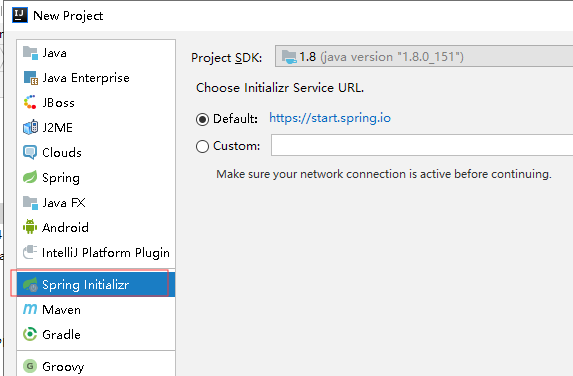 New Project
Java
Java Enterprise
JBoss
J2ME
Clouds
Spring
Java FX
Android
IntelliJ Platform Plugin
Spring Initializr
Maven
Gradle
Groovy
Project SDK: 1.8 (java version "1.8.0_151")
Choose Initializr Service URL.
Default: https://start.spring.io
Custom:
Make sure your network connection is active before continuing.